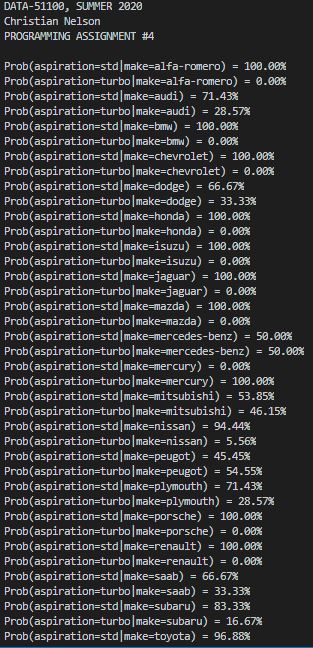 DATA-51100, SUMMER 2020
Christian Nelson
PROGRAMMING ASSIGNMENT #4
Prob(aspiration=std|make=alfa-romero) = 100.00%
Prob(aspiration=turbo|make=alfa-romero) = 0.00%
Prob(aspiration=std|make=audi) = 71.43%
Prob(aspiration=turbo|make=audi) = 28.57%
Prob(aspiration=std|make=bmw) = 100.00%
Prob(aspiration=turbo|make=bmw) = 0.00%
Prob(aspiration=std|make=chevrolet) = 100.00%
Prob(aspiration=turbo|make=chevrolet) = 0.00%
Prob(aspiration=std|make=dodge) = 66.67%
Prob(aspiration=turbo|make=dodge) = 33.33%
Prob(aspiration=std|make=honda) = 100.00%
Prob(aspiration=turbo|make=honda) = 0.00%
Prob(aspiration=std|make=isuzu) = 100.00%
Prob(aspiration=turbo|make=isuzu) = 0.00%
Prob(aspiration=std|make=jaguar) = 100.00%
Prob(aspiration=turbo|make=jaguar) = 0.00%
Prob(aspiration=std|make=mazda) = 100.00%
Prob(aspiration=turbo|make=mazda) = 0.00%
Prob(aspiration=std|make=mercedes-benz) = 50.00%
Prob(aspiration=turbo|make=mercedes-benz) = 50.00%
Prob(aspiration=std|make=mercury) = 0.00%
Prob(aspiration=turbo|make=mercury) = 100.00%
Prob(aspiration=std|make=mitsubishi) = 53.85%
Prob(aspiration=turbo|make=mitsubishi) = 46.15%
Prob(aspiration=std|make=nissan) = 94.44%
Prob(aspiration=turbo|make=nissan) = 5.56%
Prob(aspiration=std|make=peugot) = 45.45%
Prob(aspiration=turbo|make=peugot) = 54.55%
Prob(aspiration=std|make=plymouth) = 71.43%
Prob(aspiration=turbo|make=plymouth) = 28.57%
Prob(aspiration=std|make=porsche) = 100.00%
Prob(aspiration=turbo|make=porsche) = 0.00%
Prob(aspiration=std|make=renault) = 100.00%
Prob(aspiration=turbo|make=renault) = 0.00%
Prob(aspiration=std|make=saab) = 66.67%
Prob(aspiration=turbo|make=saab) = 33.33%
Prob(aspiration=std|make=subaru) = 83.33%
Prob(aspiration=turbo|make=subaru) = 16.67%
Prob(aspiration=std|make=toyota) = 96.88%